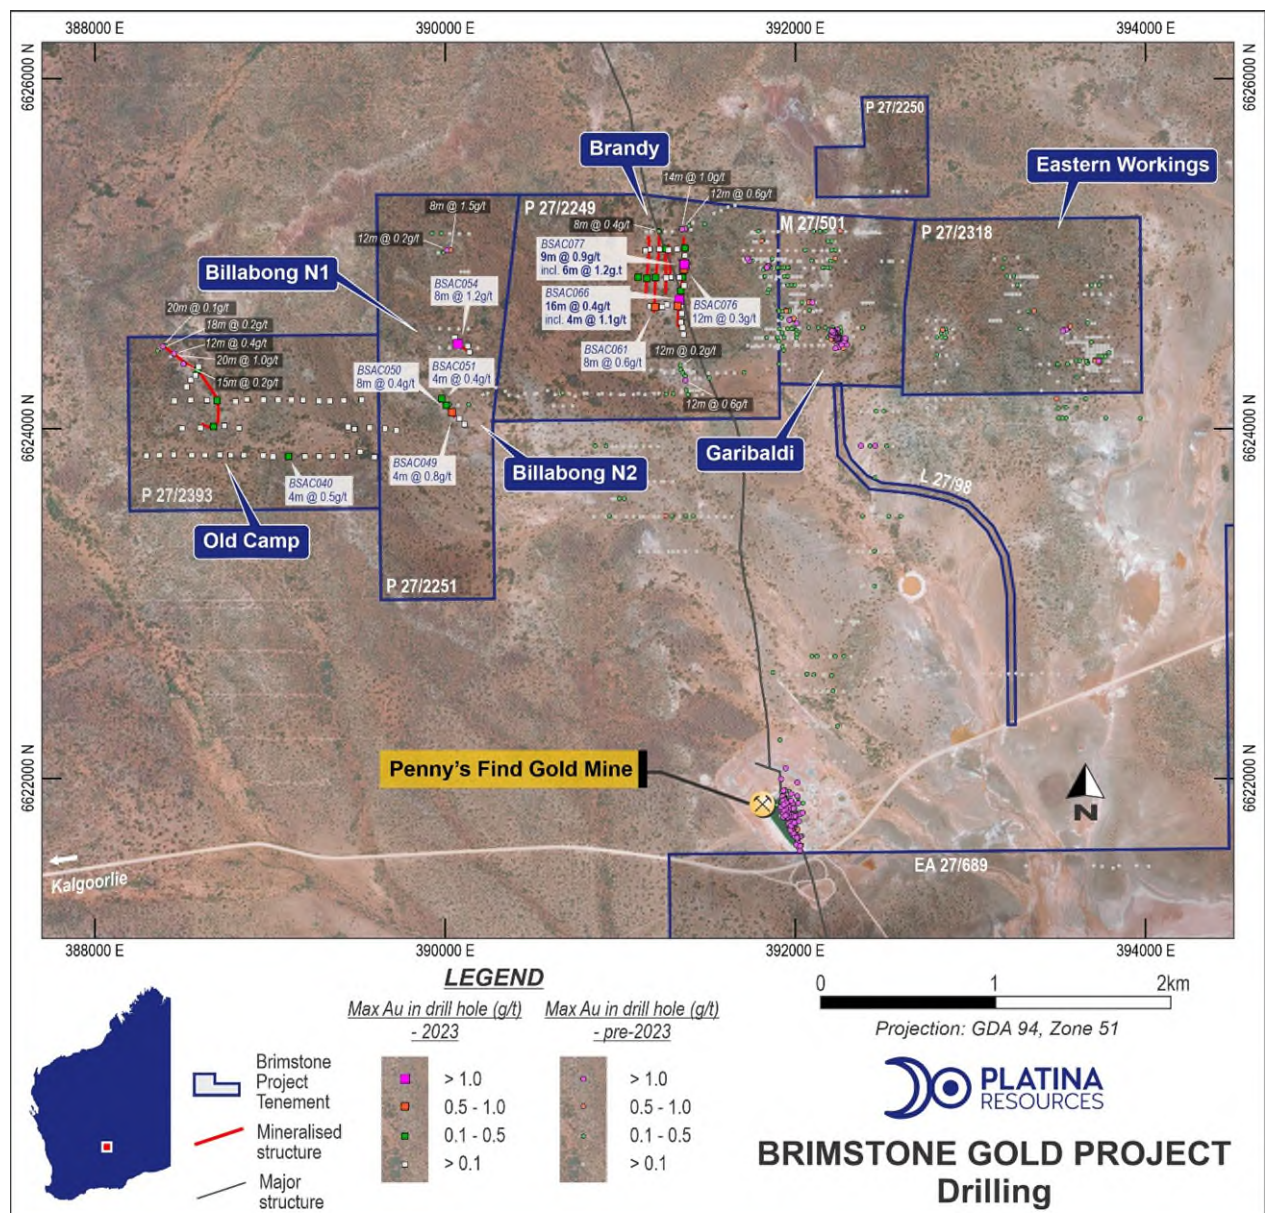 388000 E
390000 E
392000 E
394000 E
6626000 N
6626000 N
P 27/2250
Brandy
Eastern Workings
14m @ 1.0g/t
12m @ 0.6g/t
8m @ 1.5g/t
P 27/2249
8m @ 0.4g/t
M 27/501
P 27/2318
12m @ 0.2g/t
BSAC077
9m @ 0.9g/t
incl. 6m @ 1.2g.t
Billabong N1
BSAC054
8m @ 1.2g/t
BSAC066
16m @ 0.4g/t
incl. 4m @ 1.1g/t
BSAC076
12m @ 0.3g/t
20m @ 0.1g/t
18m @ 0.2g/t
12m @ 0.4g/t
20m @ 1.0g/t
15m @ 0.2g/t
BSAC061
8m @ 0.6g/t
12m @ 0.2g/t
BSAC050
8m @ 0.4g/t
BSAC051
4m @ 0.4g/t
12m @ 0.6g/t
6624000 N
6624000 N
Garibaldi
BSAC049
4m @ 0.8g/t
Billabong N2
L 27/98
BSAC040
4m @ 0.5g/t
P 27/2393
Old Camp
P 27/2251
Penny's Find Gold Mine
6622000 N
6622000 N
N
Kalgoorlie
EA 27/689
388000 E
390000 E
392000 E
394000 E
LEGEND
Max Au in drill hole (g/t)
- 2023
Max Au in drill hole (g/t)
- pre-2023
> 1.0
0.5 - 1.0
0.1 - 0.5
> 0.1
> 1.0
0.5 - 1.0
0.1 - 0.5
> 0.1
Brimstone
Project
Tenement
Mineralised
structure
Major
structure
0
1
2km
Projection: GDA 94, Zone 51
PLATINA
RESOURCES
BRIMSTONE GOLD PROJECT
Drilling